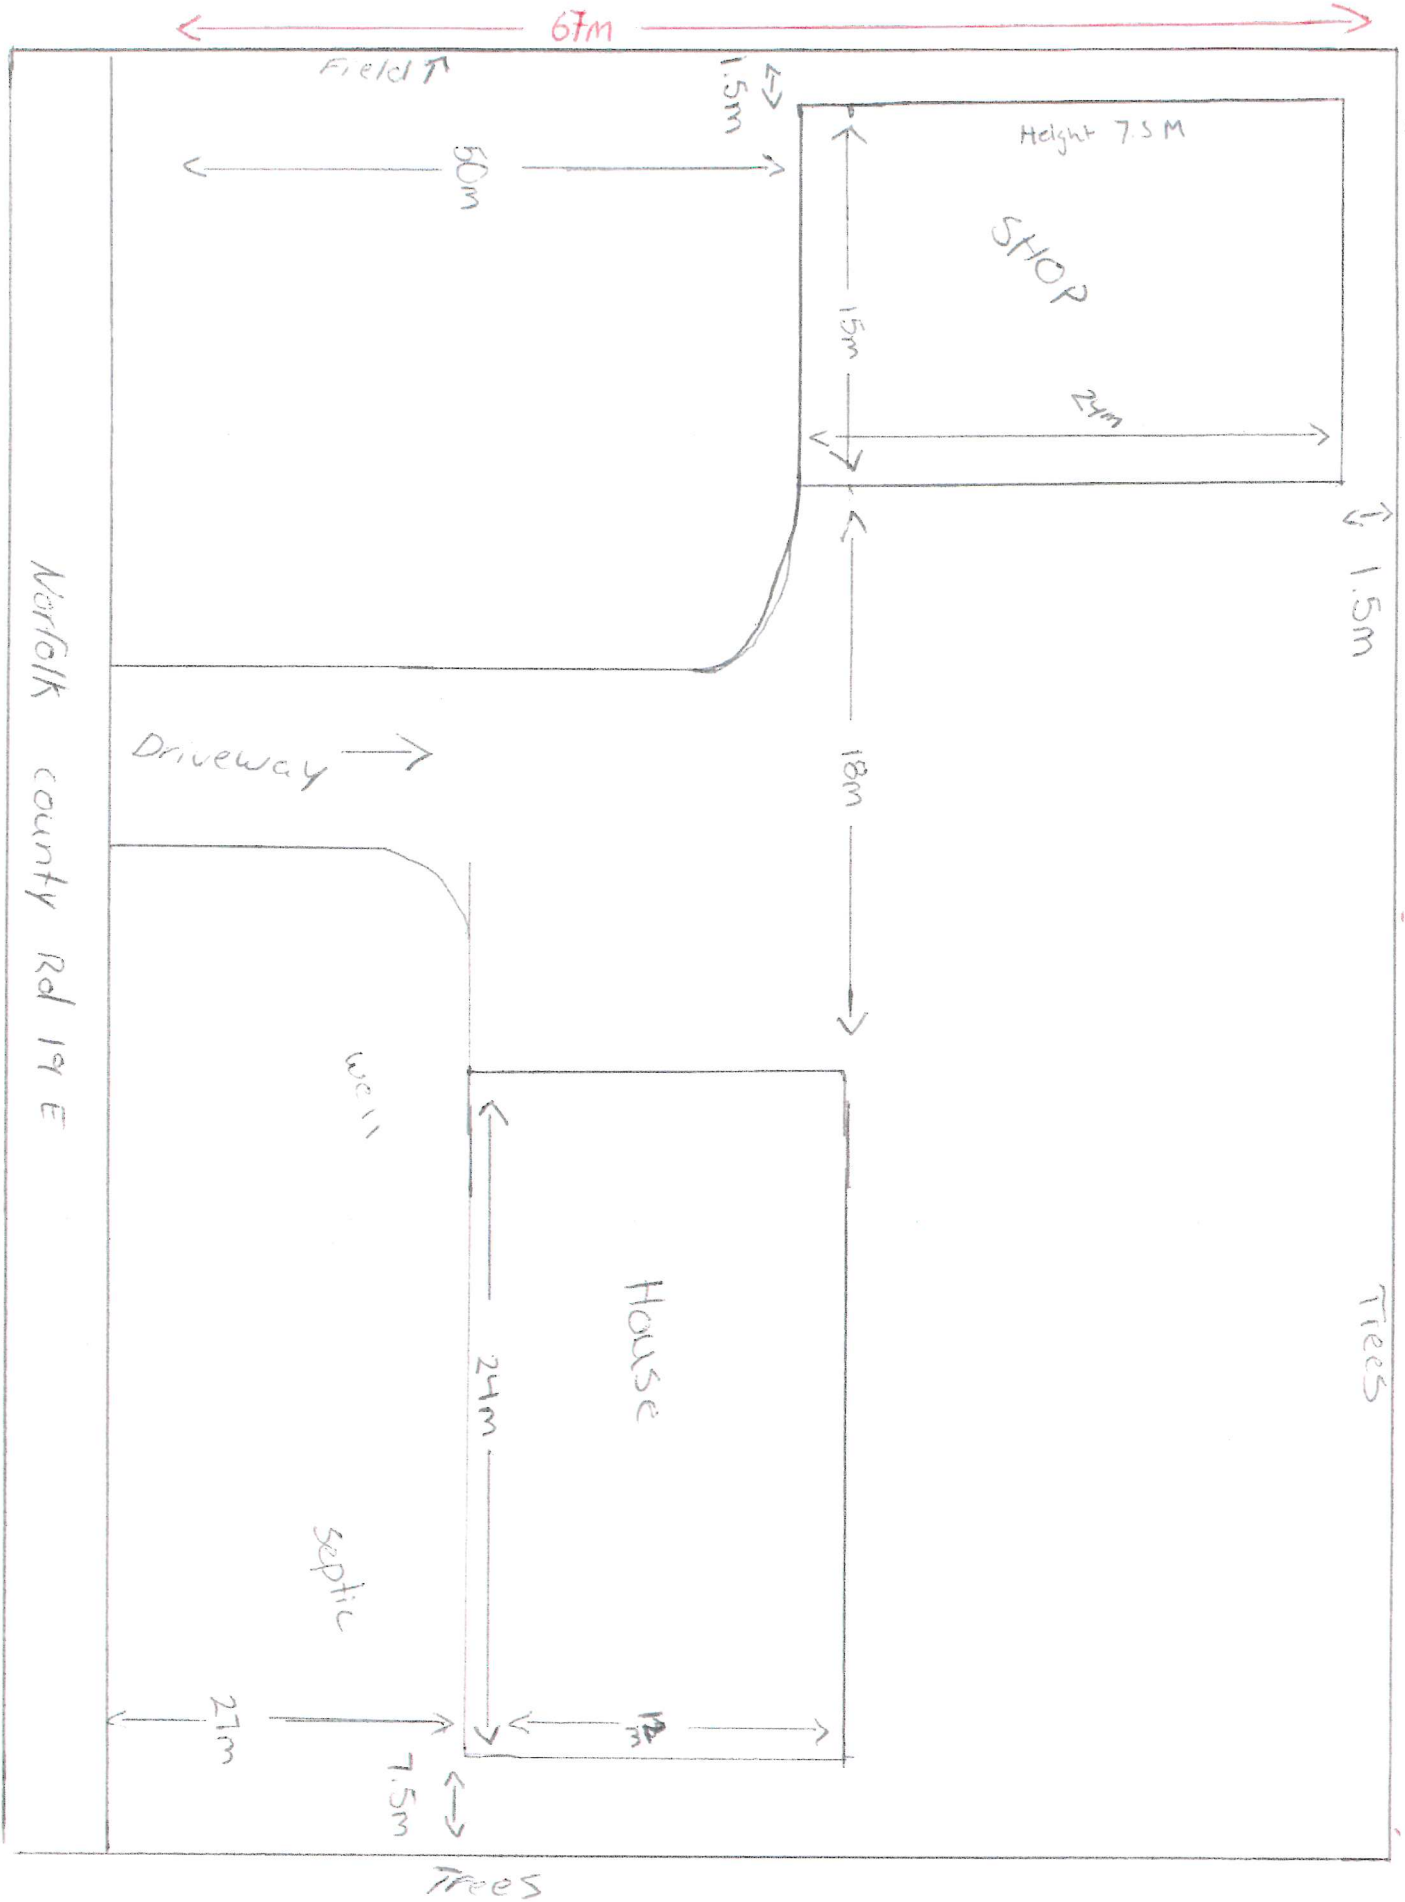 67m
Field ↑
1.5m
Height 7.5 M
50m
SHOP
15m
24m
1.5m
Norfolk County Rd 19 E
Driveway →
18m
well
House
24m
Trees
Septic
12m
7.5m
Trees